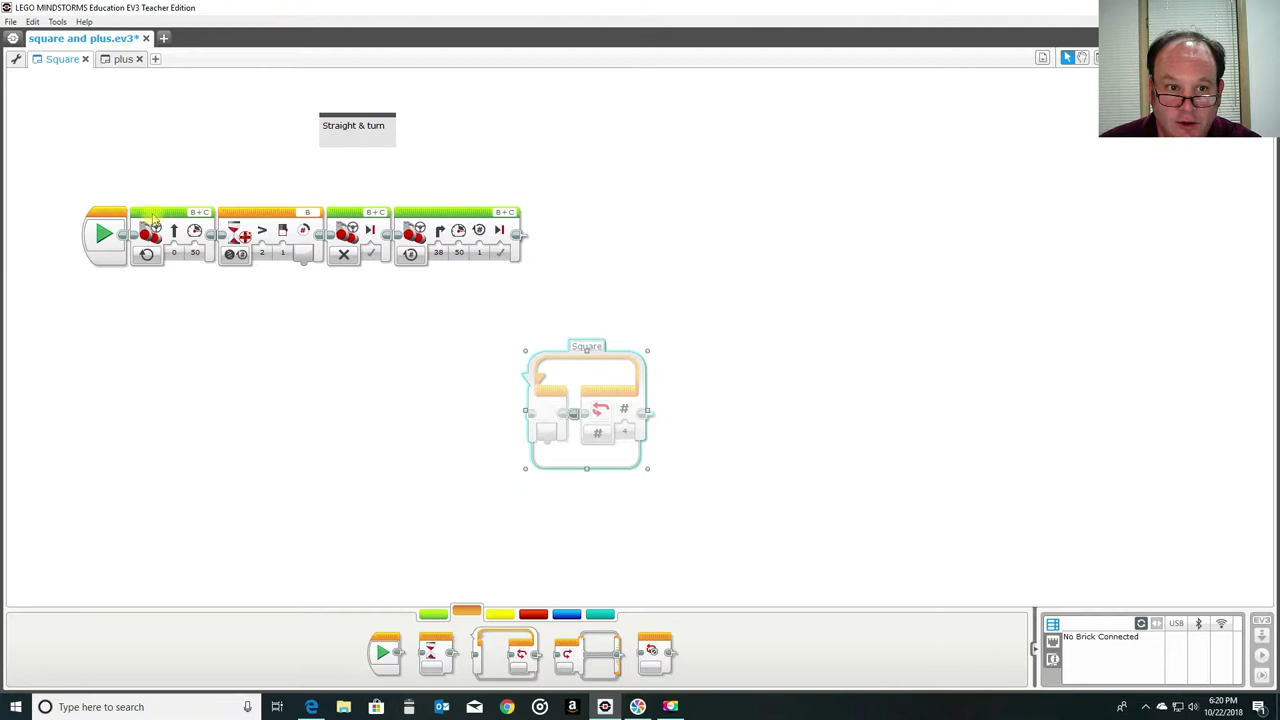 LEGO MINDSTORMS Education EV3 Teacher Edition
File Edit Tools Help
square and plus.ev3*
Square plus
Straight & turn
B + C B B + C B + C
0 50 2 1 38 50 1
Square
#
# 4
No Brick Connected
USB EV3
Type here to search
6:20 PM
10/22/2018